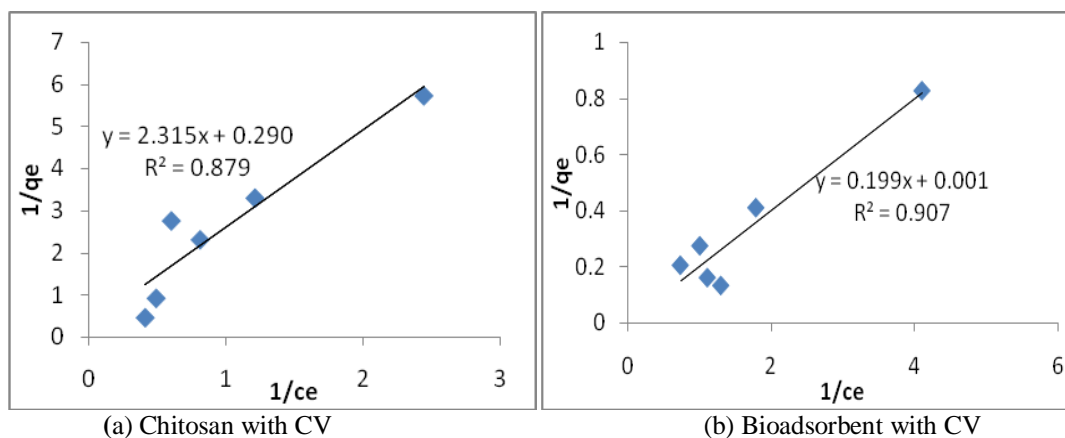 7
6
5
4
3
2
1
0
1/qe
y = 2.315x + 0.290
R² = 0.879
0 1 2 3
1/ce
(a) Chitosan with CV
1
0.8
0.6
0.4
0.2
0
1/qe
y = 0.199x + 0.001
R² = 0.907
0 2 4 6
1/ce
(b) Bioadsorbent with CV